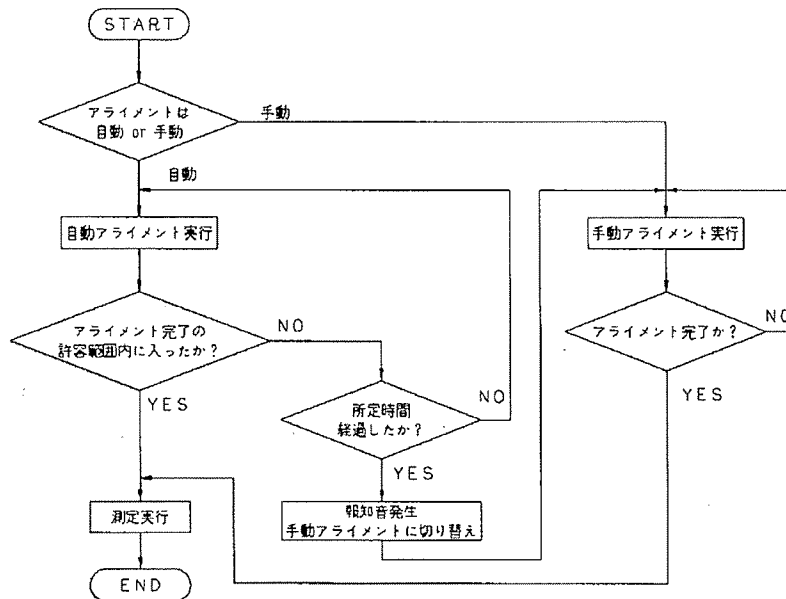 START
アライメントは
自動 or 手動
手動
自動
自動アライメント実行
手動アライメント実行
アライメント完了の
許容範囲内に入ったか?
NO
アライメント完了か?
NO
YES
所定時間
経過したか?
NO
YES
YES
報知音発生
手動アライメントに切り替え
測定実行
END